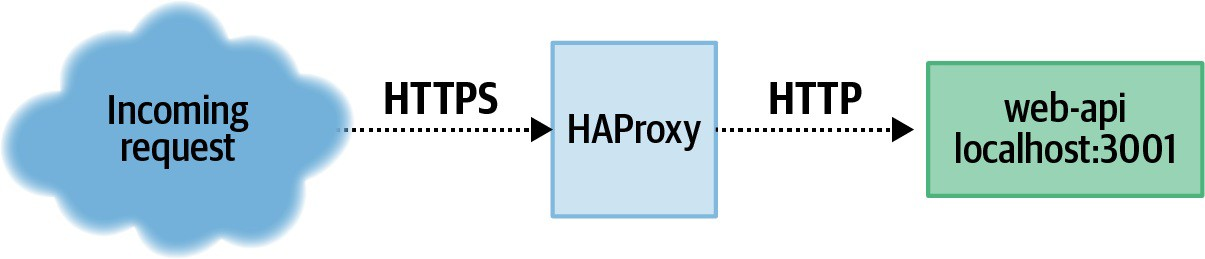 Incoming
request
HTTPS
HAProxy
HTTP
web-api
localhost:3001